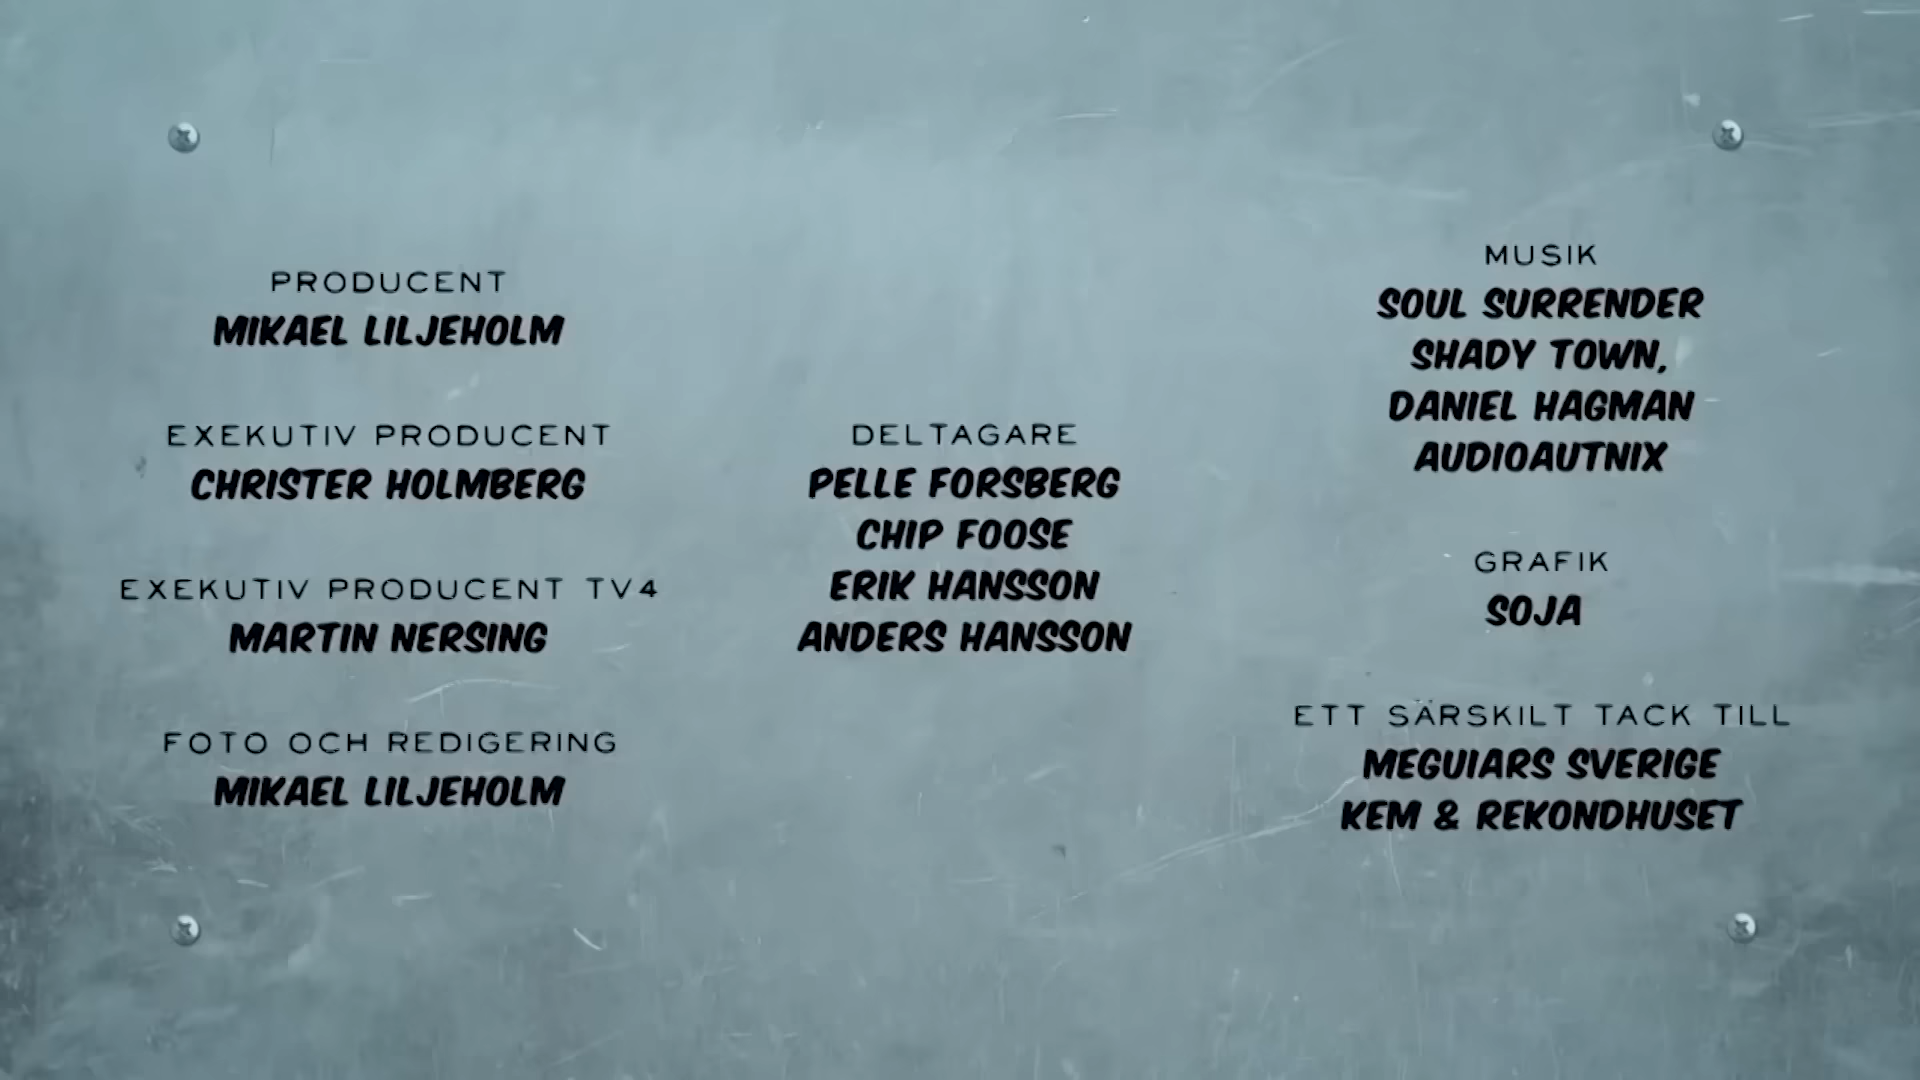 PRODUCENT
MIKAEL LILJEHOLM
EXEKUTIV PRODUCENT
CHRISTER HOLMBERG
EXEKUTIV PRODUCENT TV4
MARTIN NERSING
FOTO OCH REDIGERING
MIKAEL LILJEHOLM
DELTAGARE
PELLE FORSBERG
CHIP FOOSE
ERIK HANSSON
ANDERS HANSSON
MUSIK
SOUL SURRENDER
SHADY TOWN,
DANIEL HAGMAN
AUDIOAUTNIX
GRAFIK
SOJA
ETT SÄRSKILT TACK TILL
MEGUIARS SVERIGE
KEM & REKONDHUSET